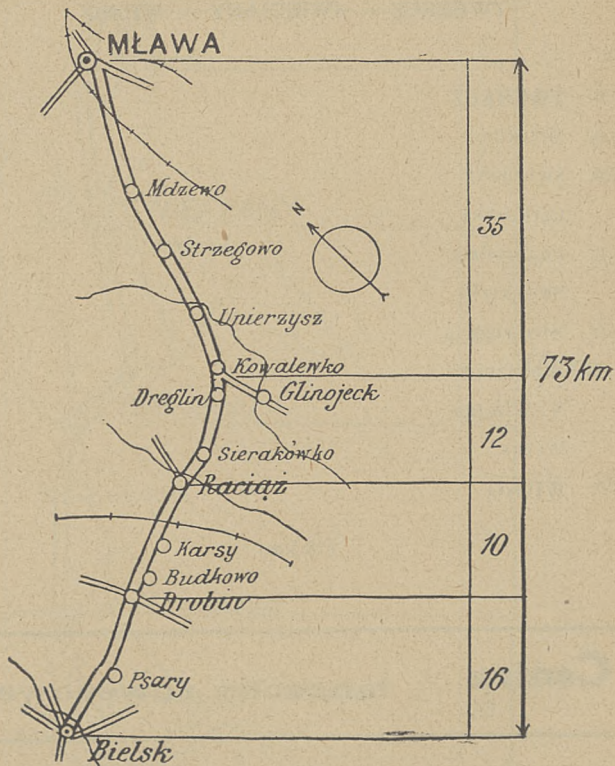 MŁAWA
Mdzewo
N
35
Strzegowo
Unierzysz
Kowalewko
73 km
Dreglin
Glinojeck
12
Sierakówko
Raciąż
10
Karsy
Budkowo
Drobin
16
Psary
Bielsk